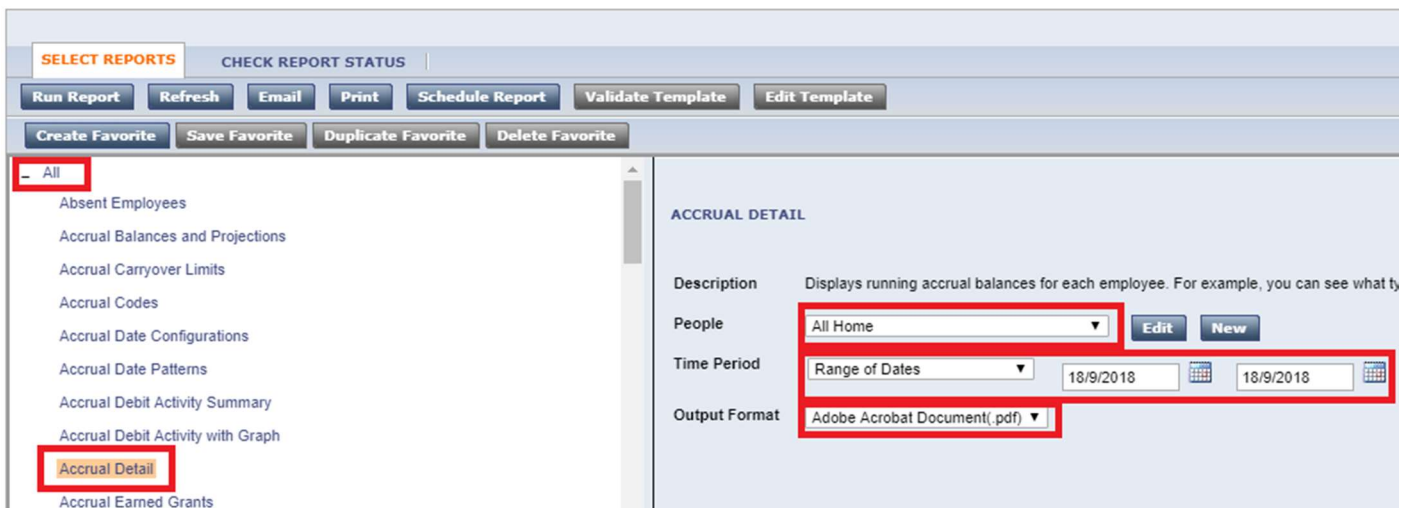 SELECT REPORTS CHECK REPORT STATUS
Run Report Refresh Email Print Schedule Report Validate Template Edit Template
Create Favorite Save Favorite Duplicate Favorite Delete Favorite
All
Absent Employees
Accrual Balances and Projections
Accrual Carryover Limits
Accrual Codes
Accrual Date Configurations
Accrual Date Patterns
Accrual Debit Activity Summary
Accrual Debit Activity with Graph
Accrual Detail
Accrual Earned Grants
ACCRUAL DETAIL
Description Displays running accrual balances for each employee. For example, you can see what ty
People All Home Edit New
Time Period Range of Dates 18/9/2018 18/9/2018
Output Format Adobe Acrobat Document(.pdf)